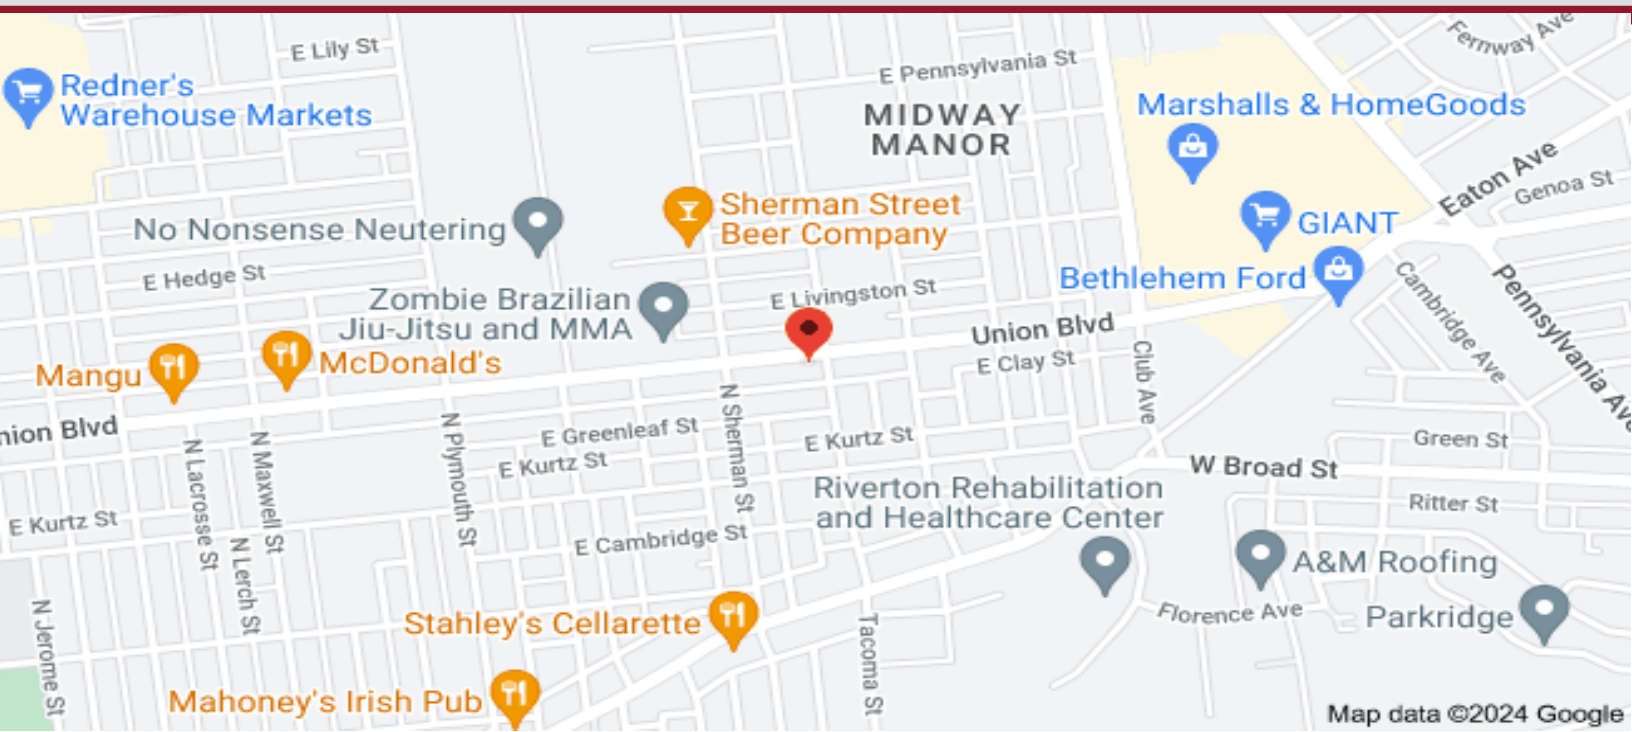 E Lily St
Fernway Ave
E Pennsylvania St
Redner's
Warehouse Markets
MIDWAY
MANOR
Marshalls & HomeGoods
Eaton Ave
Genoa St
No Nonsense Neutering
Sherman Street
Beer Company
GIANT
E Hedge St
Bethlehem Ford
Zombie Brazilian
Jiu-Jitsu and MMA
E Livingston St
Union Blvd
Cambridge Ave
Pennsylvania Av
Mangu
McDonald's
E Clay St
Club Ave
nion Blvd
N Lacrosse St
N Maxwell St
N Plymouth St
E Greenleaf St
E Kurtz St
N Sherman St
E Kurtz St
Green St
W Broad St
E Kurtz St
Riverton Rehabilitation
and Healthcare Center
Ritter St
N Lerch St
E Cambridge St
A&M Roofing
N Jerome St
Stahley's Cellarette
Tacoma St
Florence Ave
Parkridge
Mahoney's Irish Pub
Map data ©2024 Google